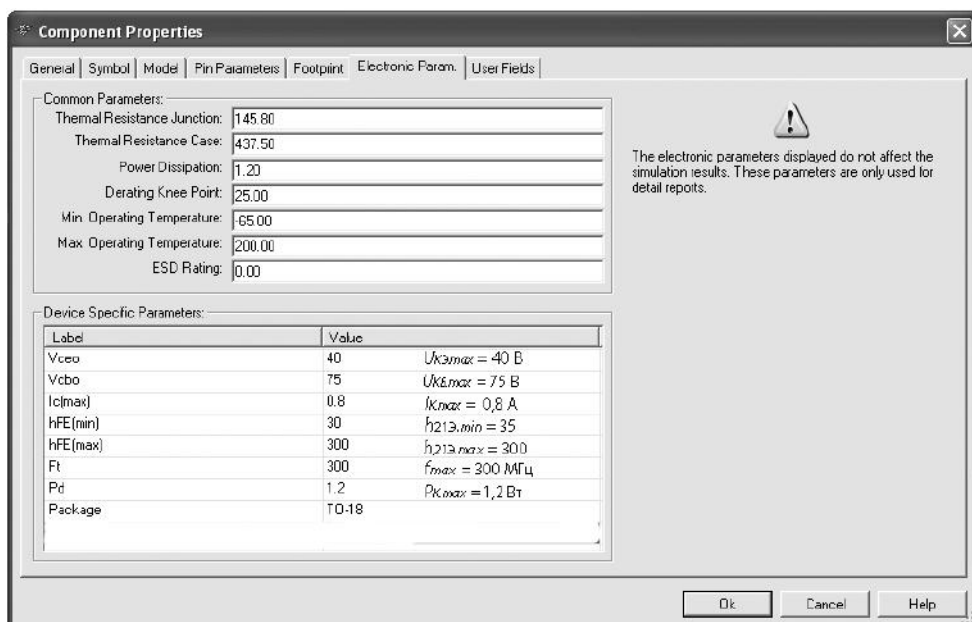 Component Properties
General Symbol Model Pin Parameters Footprint Electronic Param. User Fields
Common Parameters:
Thermal Resistance Junction: 145.80
Thermal Resistance Case: 437.50
Power Dissipation: 1.20
Derating Knee Point: 25.00
Min. Operating Temperature: -65.00
Max. Operating Temperature: 200.00
ESD Rating: 0.00
The electronic parameters displayed do not affect the
simulation results. These parameters are only used for
detail reports.
Device Specific Parameters:
Label Value
Vceo 40 UКЭmax = 40 В
Vcbo 75 UКБmax = 75 В
Ic(max) 0.8 IКmax = 0,8 А
hFE(min) 30 h21Э.min = 35
hFE(max) 300 h21Э.max = 300
Ft 300 fmax = 300 МГц
Pd 1.2 PКmax = 1,2 Вт
Package TO-18
Ok Cancel Help